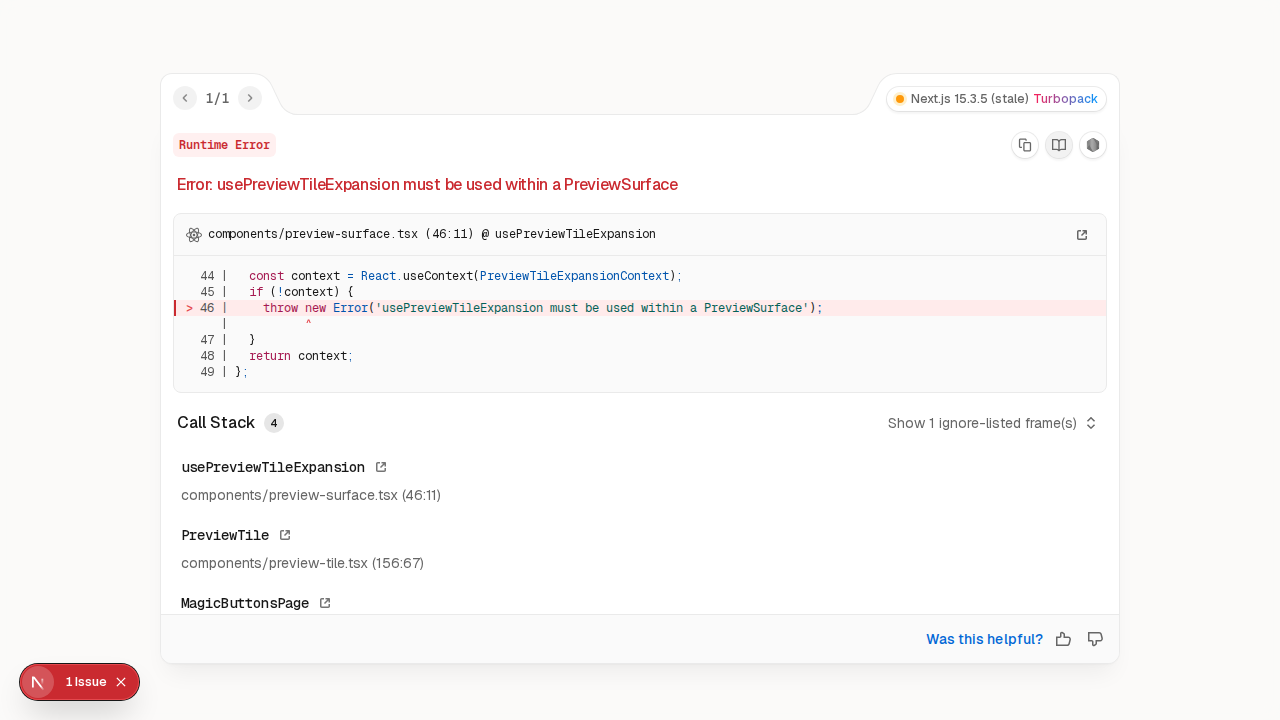 1/1
Next.js 15.3.5 (stale) Turbopack
Runtime Error
Error: usePreviewTileExpansion must be used within a PreviewSurface
components/preview-surface.tsx (46:11) @ usePreviewTileExpansion
44 |   const context = React.useContext(PreviewTileExpansionContext);
45 |   if (!context) {
> 46 |     throw new Error('usePreviewTileExpansion must be used within a PreviewSurface');
|           ^
47 |   }
48 |   return context;
49 | };
Call Stack 4
Show 1 ignore-listed frame(s)
usePreviewTileExpansion
components/preview-surface.tsx (46:11)
PreviewTile
components/preview-tile.tsx (156:67)
MagicButtonsPage
Was this helpful?
1 Issue